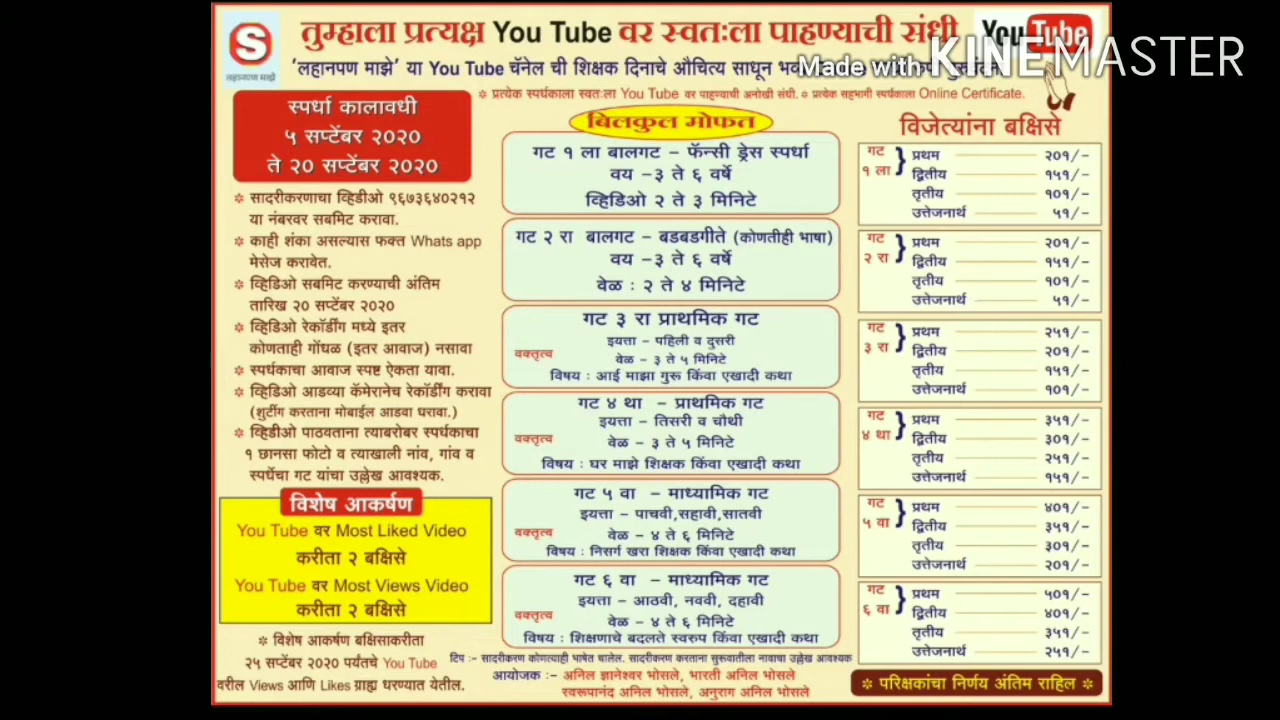 तुम्हाला प्रत्यक्ष You Tube वर स्वतःला पाहण्याची संधी
You Tube
S
लहानपण माझे
'लहानपण माझे' या You Tube चॅनेल ची शिक्षक दिनाचे औचित्य साधून
Made with KINEMASTER
✲ प्रत्येक स्पर्धकाला स्वतःला You Tube वर पाहण्याची अनोखी संधी. ✲ प्रत्येक सहभागी स्पर्धकाला Online Certificate.
स्पर्धा कालावधी
५ सप्टेंबर २०२०
ते २० सप्टेंबर २०२०
✲ सादरीकरणाचा व्हिडीओ ९६७३६४०२१२
या नंबरवर सबमिट करावा.
✲ काही शंका असल्यास फक्त Whats app
मेसेज करावेत.
✲ व्हिडिओ सबमिट करण्याची अंतिम
तारिख २० सप्टेंबर २०२०
✲ व्हिडिओ रेकॉर्डींग मध्ये इतर
कोणताही गोंधळ (इतर आवाज) नसावा
✲ स्पर्धकाचा आवाज स्पष्ट ऐकता यावा.
✲ व्हिडिओ आडव्या कॅमेरानेच रेकॉर्डींग करावा
(शुटींग करताना मोबाईल आडवा धरावा.)
✲ व्हिडीओ पाठवताना त्याबरोबर स्पर्धकाचा
१ छानसा फोटो व त्याखाली नांव, गांव व
स्पर्धेचा गट यांचा उल्लेख आवश्यक.
विशेष आकर्षण
You Tube वर Most Liked Video
करीता २ बक्षिसे
You Tube वर Most Views Video
करीता २ बक्षिसे
✲ विशेष आकर्षण बक्षिसाकरीता
२५ सप्टेंबर २०२० पर्यंतचे You Tube
वरील Views आणि Likes ग्राह्य धरण्यात येतील.
बिलकुल मोफत
गट १ ला बालगट – फॅन्सी ड्रेस स्पर्धा
वय –३ ते ६ वर्षे
व्हिडिओ २ ते ३ मिनिटे
गट २ रा बालगट – बडबडगीते (कोणतीही भाषा)
वय –३ ते ६ वर्षे
वेळ : २ ते ४ मिनिटे
गट ३ रा प्राथमिक गट
इयत्ता – पहिली व दुसरी
वक्तृत्व वेळ – ३ ते ५ मिनिटे
विषय : आई माझा गुरू किंवा एखादी कथा
गट ४ था – प्राथमिक गट
इयत्ता – तिसरी व चौथी
वक्तृत्व वेळ – ३ ते ५ मिनिटे
विषय : घर माझे शिक्षक किंवा एखादी कथा
गट ५ वा – माध्यामिक गट
इयत्ता – पाचवी,सहावी,सातवी
वक्तृत्व वेळ – ४ ते ६ मिनिटे
विषय : निसर्ग खरा शिक्षक किंवा एखादी कथा
गट ६ वा – माध्यामिक गट
इयत्ता – आठवी, नववी, दहावी
वक्तृत्व वेळ – ४ ते ६ मिनिटे
विषय : शिक्षणाचे बदलते स्वरुप किंवा एखादी कथा
टिप :– सादरीकरण कोणत्याही भाषेत चालेल. सादरीकरण करताना सुरूवातीला नावाचा उल्लेख आवश्यक
आयोजक :– अनिल ज्ञानेश्वर भोसले, भारती अनिल भोसले
स्वरूपानंद अनिल भोसले, अनुराग अनिल भोसले
विजेत्यांना बक्षिसे
गट १ ला
प्रथम २०१/-
द्वितीय १५१/-
तृतीय १०१/-
उत्तेजनार्थ ५१/-
गट २ रा
प्रथम २०१/-
द्वितीय १५१/-
तृतीय १०१/-
उत्तेजनार्थ ५१/-
गट ३ रा
प्रथम २५१/-
द्वितीय २०१/-
तृतीय १५१/-
उत्तेजनार्थ १०१/-
गट ४ था
प्रथम ३५१/-
द्वितीय ३०१/-
तृतीय २५१/-
उत्तेजनार्थ १५१/-
गट ५ वा
प्रथम ४०१/-
द्वितीय ३५१/-
तृतीय ३०१/-
उत्तेजनार्थ २०१/-
गट ६ वा
प्रथम ५०१/-
द्वितीय ४०१/-
तृतीय ३५१/-
उत्तेजनार्थ २५१/-
✲ परिक्षकांचा निर्णय अंतिम राहिल ✲